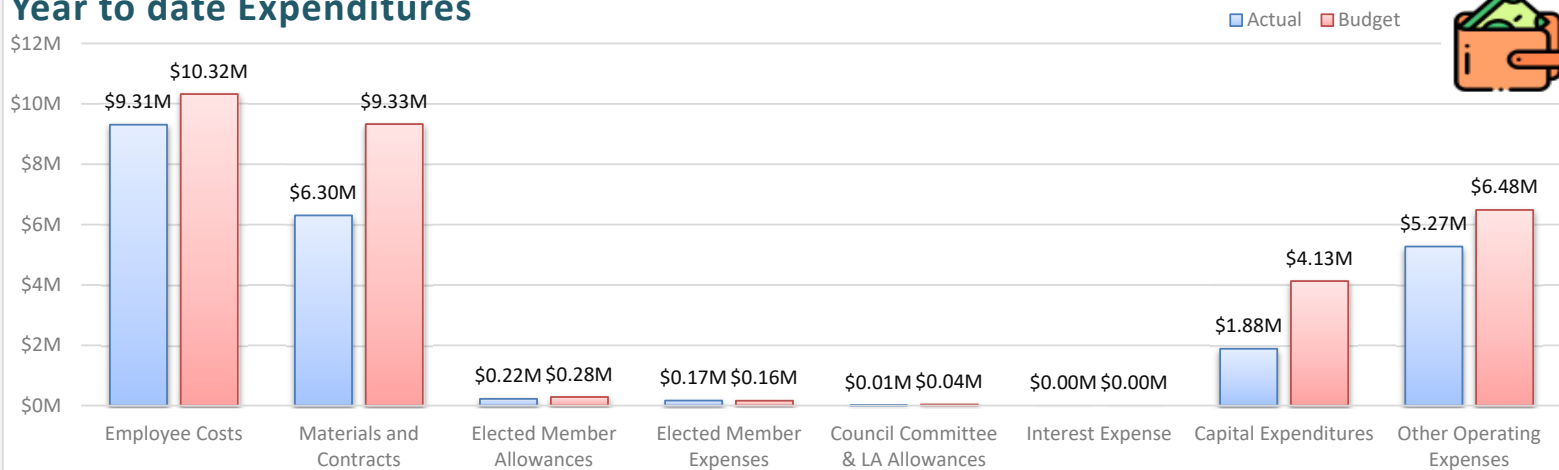 Year to date Expenditures
Actual Budget
$12M
$10M
$8M
$6M
$4M
$2M
$0M
$9.31M $10.32M
$6.30M $9.33M
$0.22M $0.28M
$0.17M $0.16M
$0.01M $0.04M
$0.00M $0.00M
$1.88M $4.13M
$5.27M $6.48M
Employee Costs
Materials and
Contracts
Elected Member
Allowances
Elected Member
Expenses
Council Committee
& LA Allowances
Interest Expense
Capital Expenditures
Other Operating
Expenses